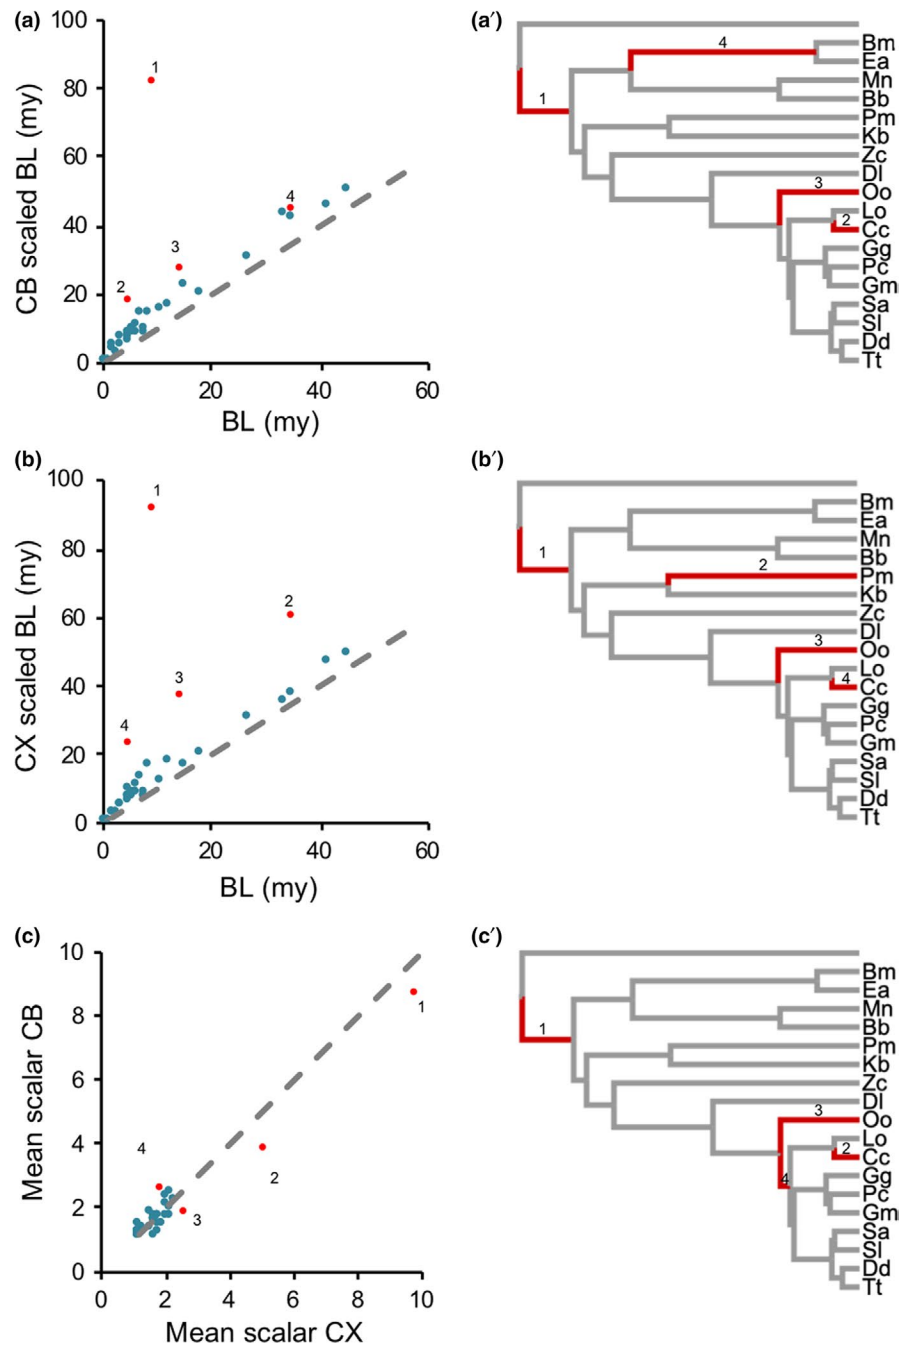 (a)
100
80
60
40
20
0
0 20 40 60
CB scaled BL (my)
BL (my)
1
4
3
2
(a′)
4
Bm
Ea
Mn
1
Bb
Pm
Kb
Zc
Dl
3
Oo
Lo
2
Cc
Gg
Pc
Gm
Sa
Sl
Dd
Tt
(b)
100
80
60
40
20
0
0 20 40 60
CX scaled BL (my)
BL (my)
1
2
3
4
(b′)
Bm
Ea
Mn
1
Bb
2
Pm
Kb
Zc
Dl
3
Oo
Lo
4
Cc
Gg
Pc
Gm
Sa
Sl
Dd
Tt
(c)
10
8
6
4
2
0
0 2 4 6 8 10
Mean scalar CB
Mean scalar CX
1
4
2
3
(c′)
Bm
Ea
Mn
1
Bb
Pm
Kb
Zc
Dl
3
Oo
Lo
2
Cc
4
Gg
Pc
Gm
Sa
Sl
Dd
Tt